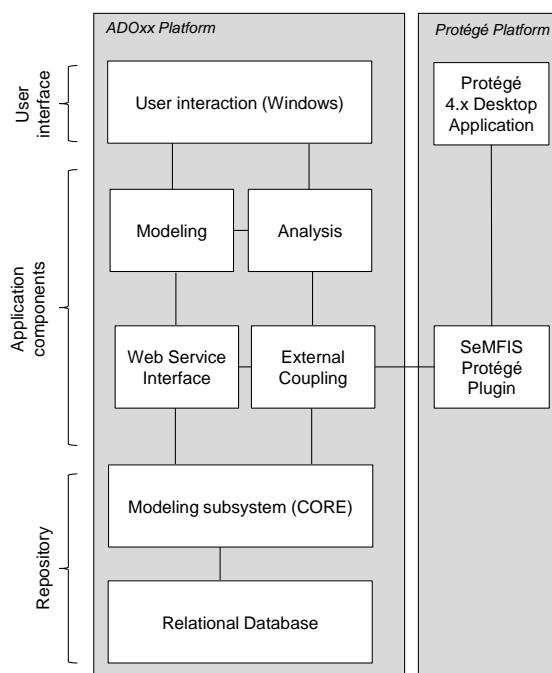 ADOxx Platform
Protégé Platform
User
interface
User interaction (Windows)
Protégé
4.x Desktop
Application
Application
components
Modeling
Analysis
Web Service
Interface
External
Coupling
SeMFIS
Protégé
Plugin
Repository
Modeling subsystem (CORE)
Relational Database